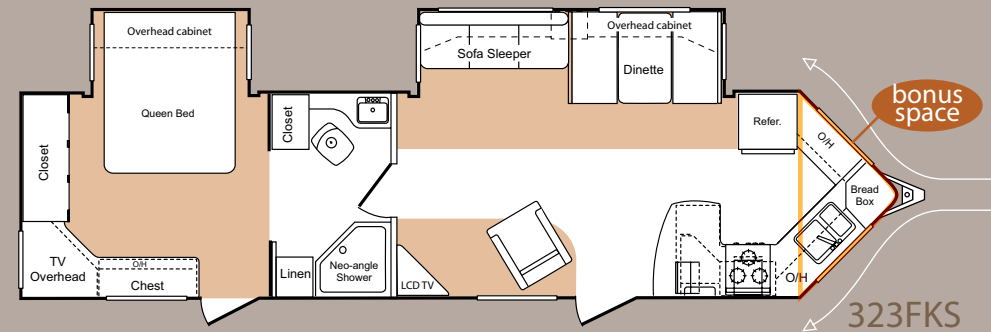 Overhead cabinet
Queen Bed
Closet
TV
Overhead
O/H
Chest
Closet
Linen
Neo-angle
Shower
LCD TV
Sofa Sleeper
Overhead cabinet
Dinette
Refer.
O/H
Bread
Box
O/H
bonus
space
323FKS